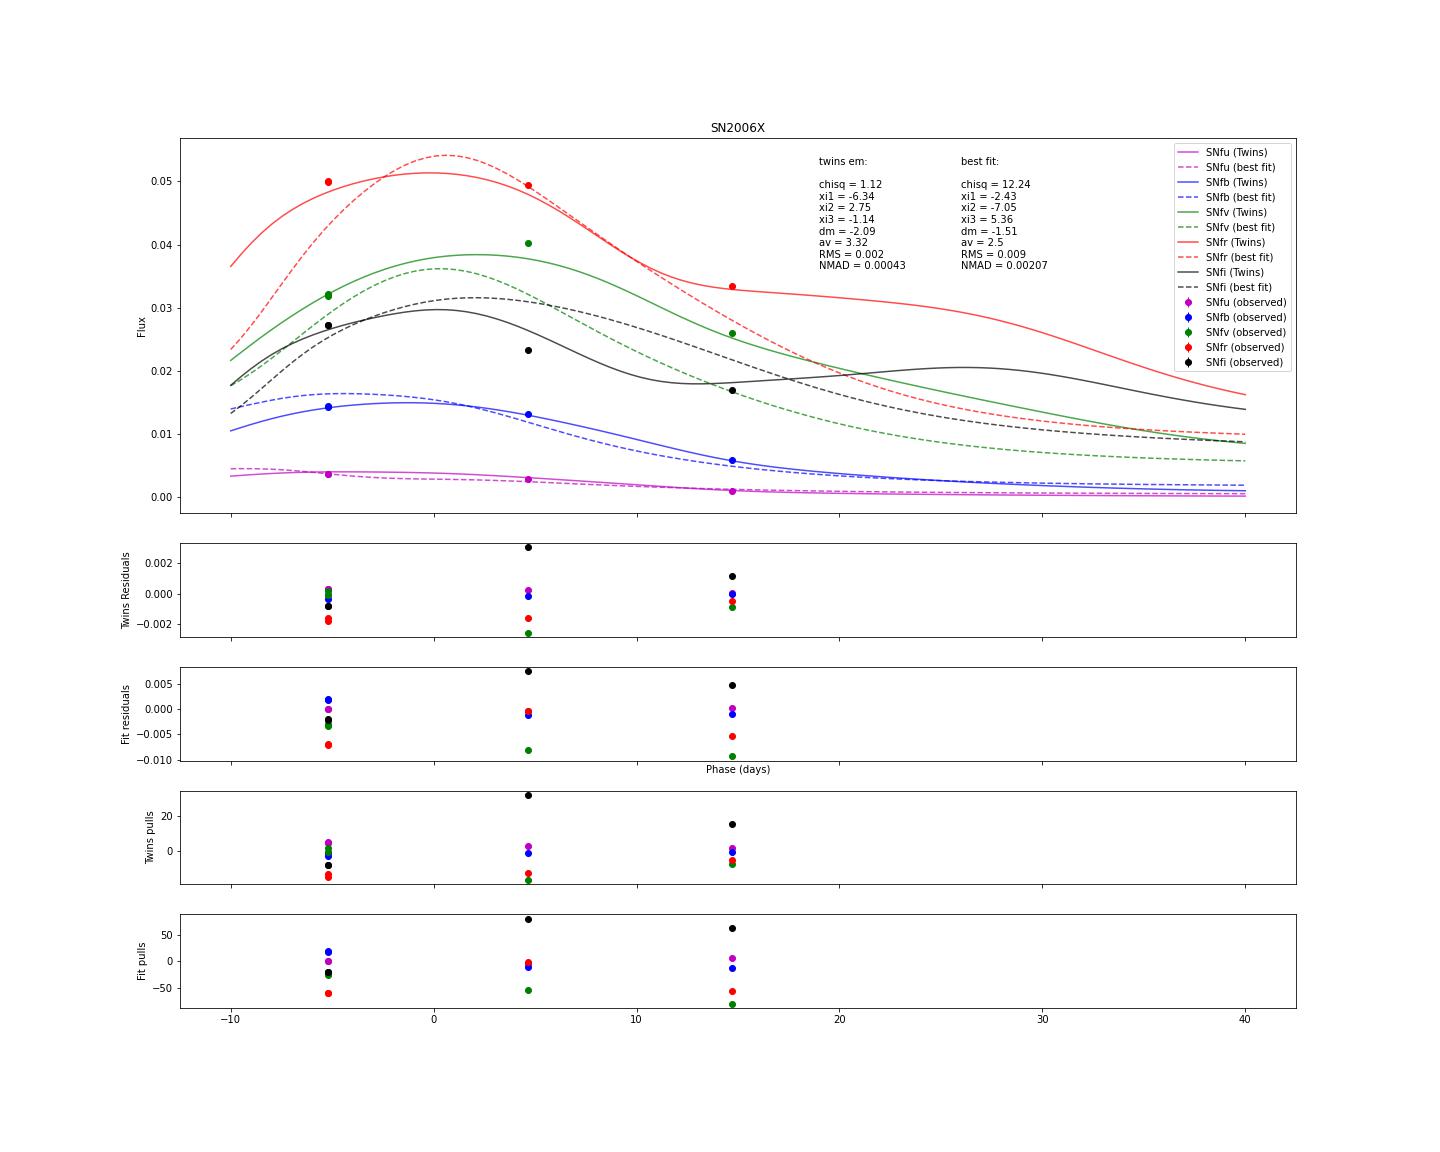 SN2006X
Flux
0.05
0.04
0.03
0.02
0.01
0.00
twins em:
chisq = 1.12
xi1 = -6.34
xi2 = 2.75
xi3 = -1.14
dm = -2.09
av = 3.32
RMS = 0.002
NMAD = 0.00043
best fit:
chisq = 12.24
xi1 = -2.43
xi2 = -7.05
xi3 = 5.36
dm = -1.51
av = 2.5
RMS = 0.009
NMAD = 0.00207
SNfu (Twins)
SNfu (best fit)
SNfb (Twins)
SNfb (best fit)
SNfv (Twins)
SNfv (best fit)
SNfr (Twins)
SNfr (best fit)
SNfi (Twins)
SNfi (best fit)
SNfu (observed)
SNfb (observed)
SNfv (observed)
SNfr (observed)
SNfi (observed)
Twins Residuals
0.002
0.000
−0.002
Fit residuals
0.005
0.000
−0.005
−0.010
Phase (days)
Twins pulls
20
0
Fit pulls
50
0
−50
−10 0 10 20 30 40